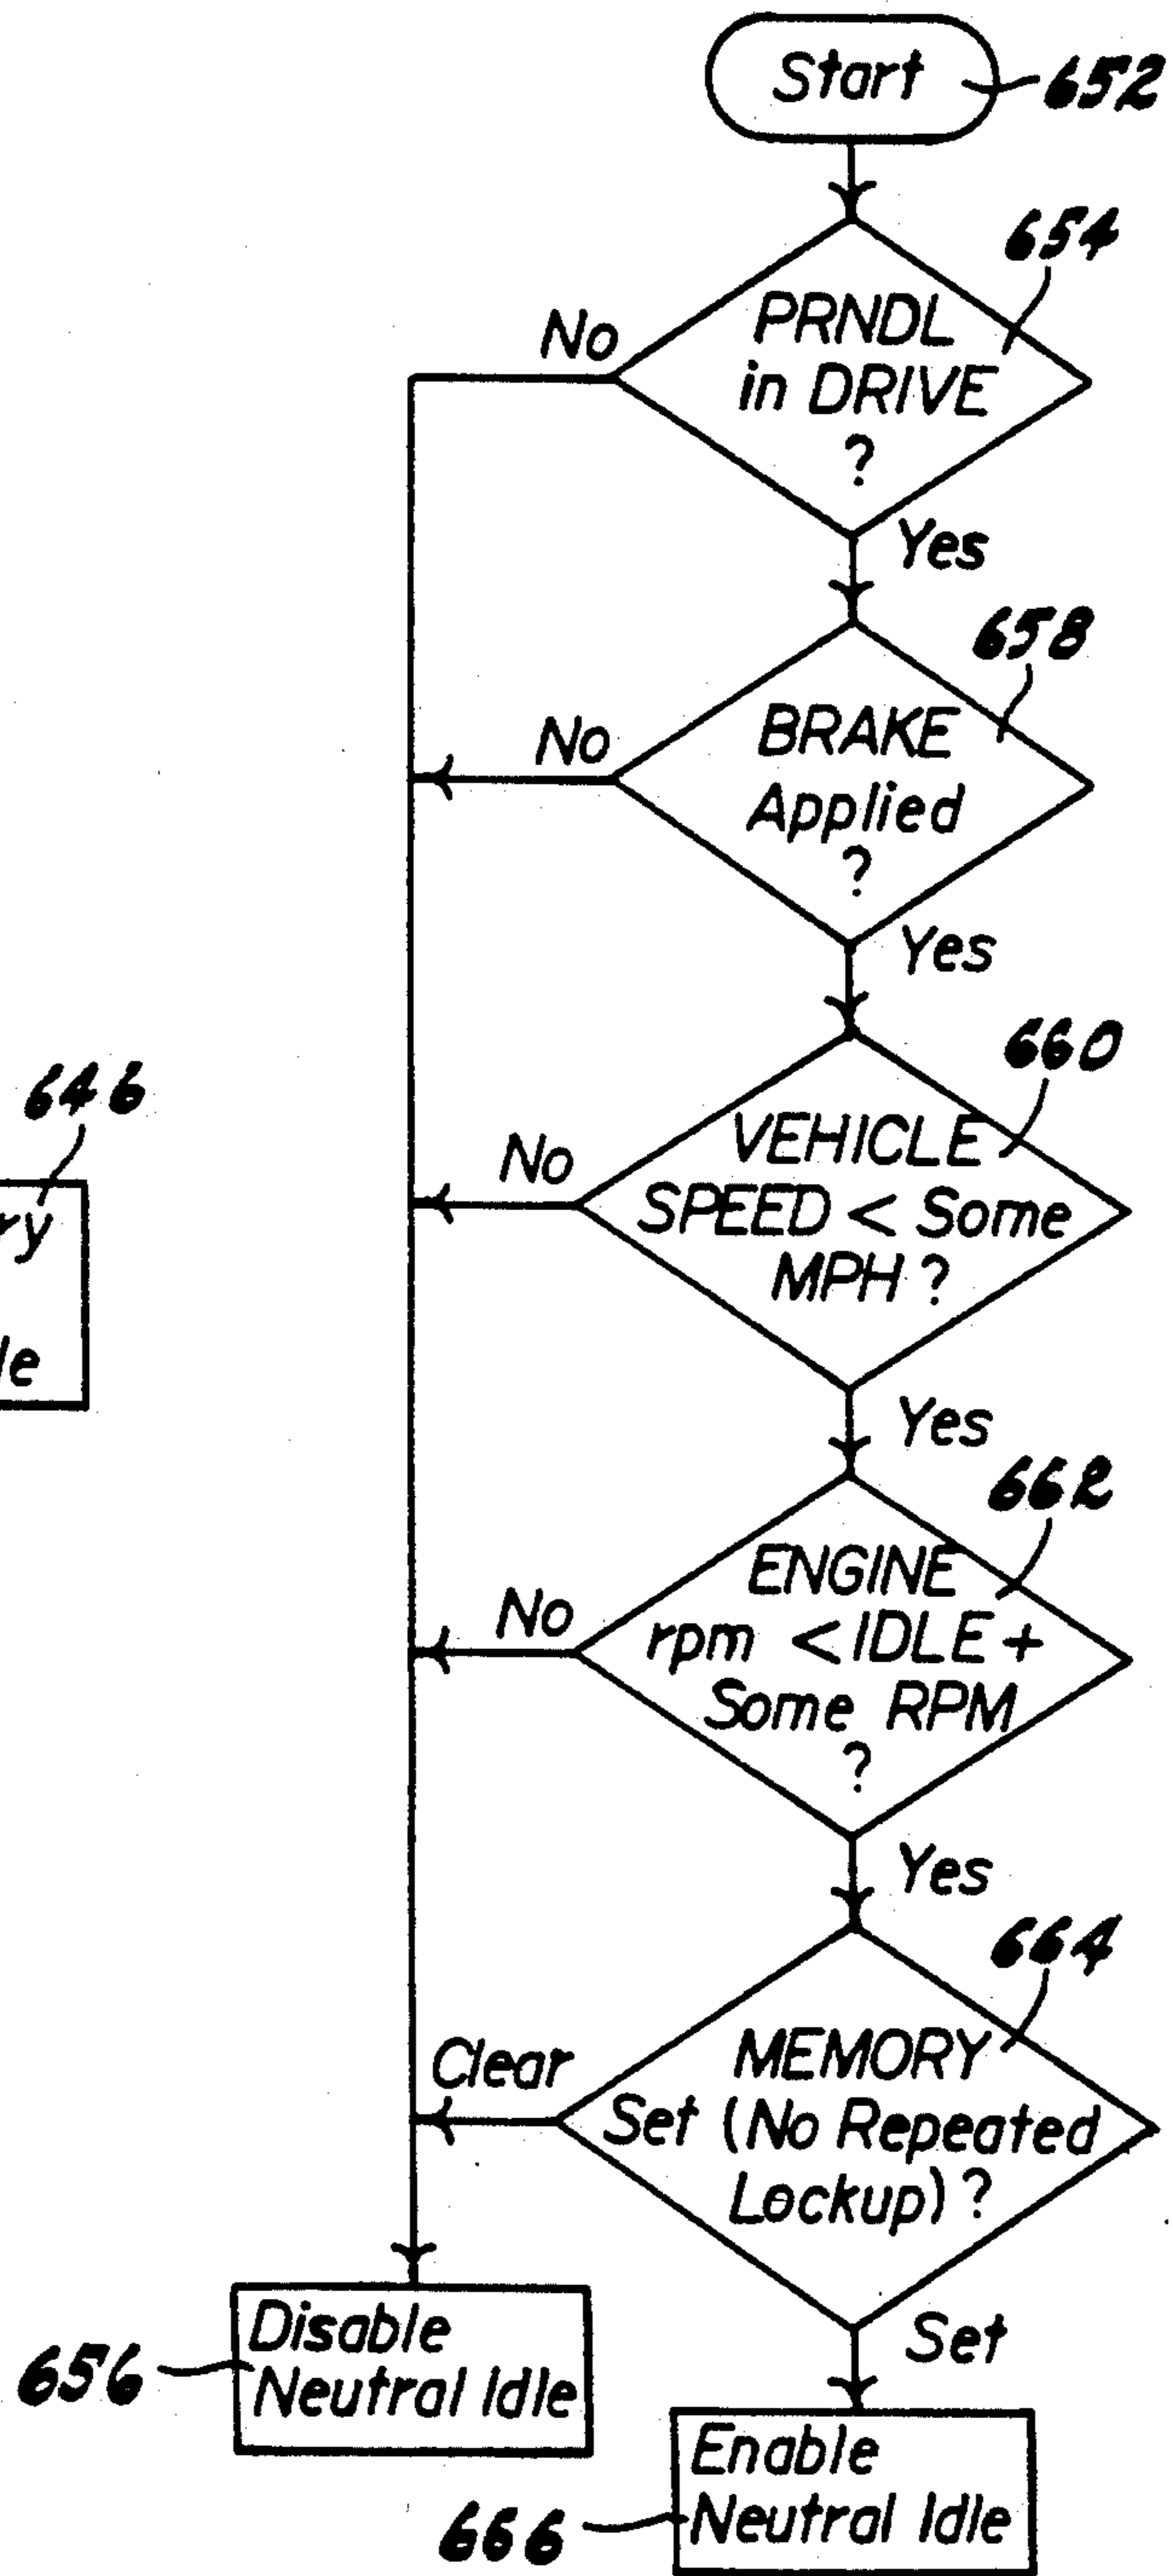 Start
652
654
PRNDL
in DRIVE
?
No
Yes
658
BRAKE
Applied
?
No
Yes
660
VEHICLE
SPEED < Some
MPH ?
No
Yes
646
ry
le
662
ENGINE
rpm < IDLE +
Some RPM
?
No
Yes
664
MEMORY
Set (No Repeated
Lockup) ?
Clear
Set
Disable
Neutral Idle
656
Enable
Neutral Idle
666